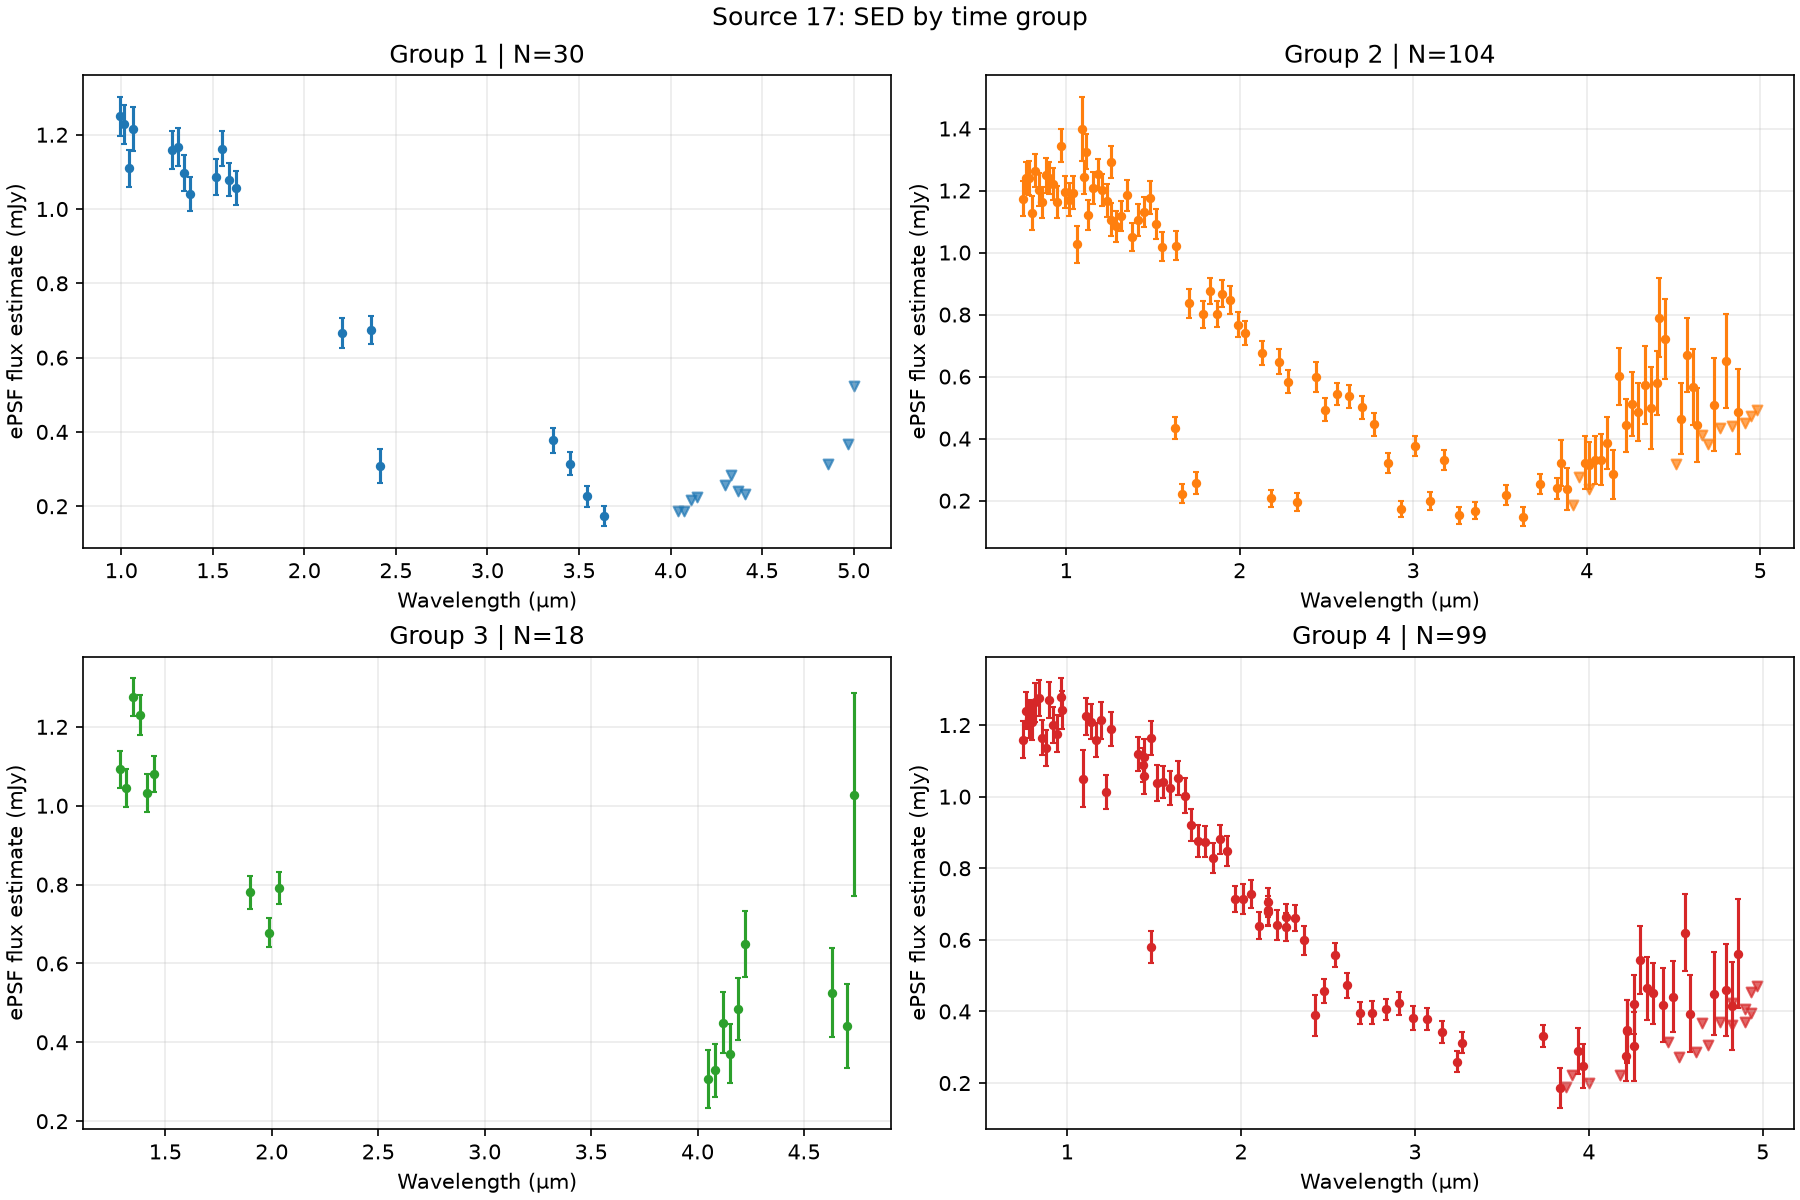 Source 17: SED by time group
Group 1 | N=30
ePSF flux estimate (mJy)
1.2
1.0
0.8
0.6
0.4
0.2
1.0 1.5 2.0 2.5 3.0 3.5 4.0 4.5 5.0
Wavelength (µm)
Group 2 | N=104
ePSF flux estimate (mJy)
1.4
1.2
1.0
0.8
0.6
0.4
0.2
1 2 3 4 5
Wavelength (µm)
Group 3 | N=18
ePSF flux estimate (mJy)
1.2
1.0
0.8
0.6
0.4
0.2
1.5 2.0 2.5 3.0 3.5 4.0 4.5
Wavelength (µm)
Group 4 | N=99
ePSF flux estimate (mJy)
1.2
1.0
0.8
0.6
0.4
0.2
1 2 3 4 5
Wavelength (µm)